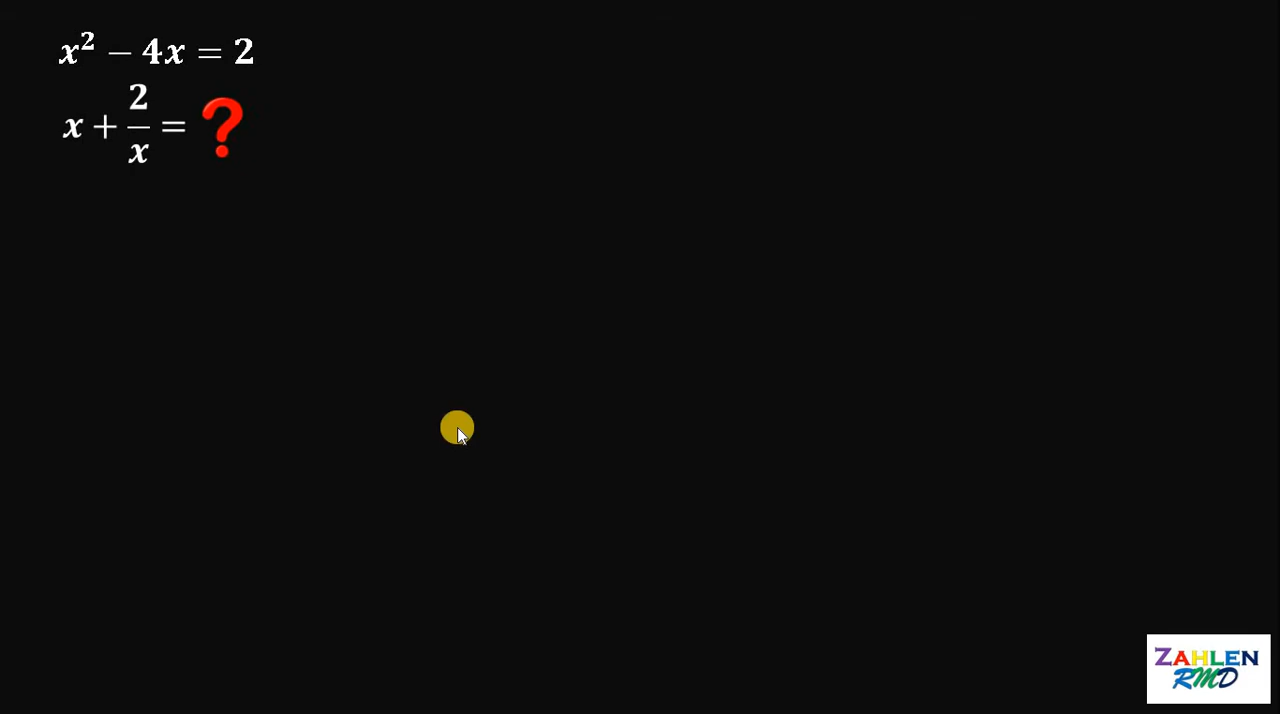 x² − 4x = 2
x + 2/x = ❓
ZAHLEN
RMD